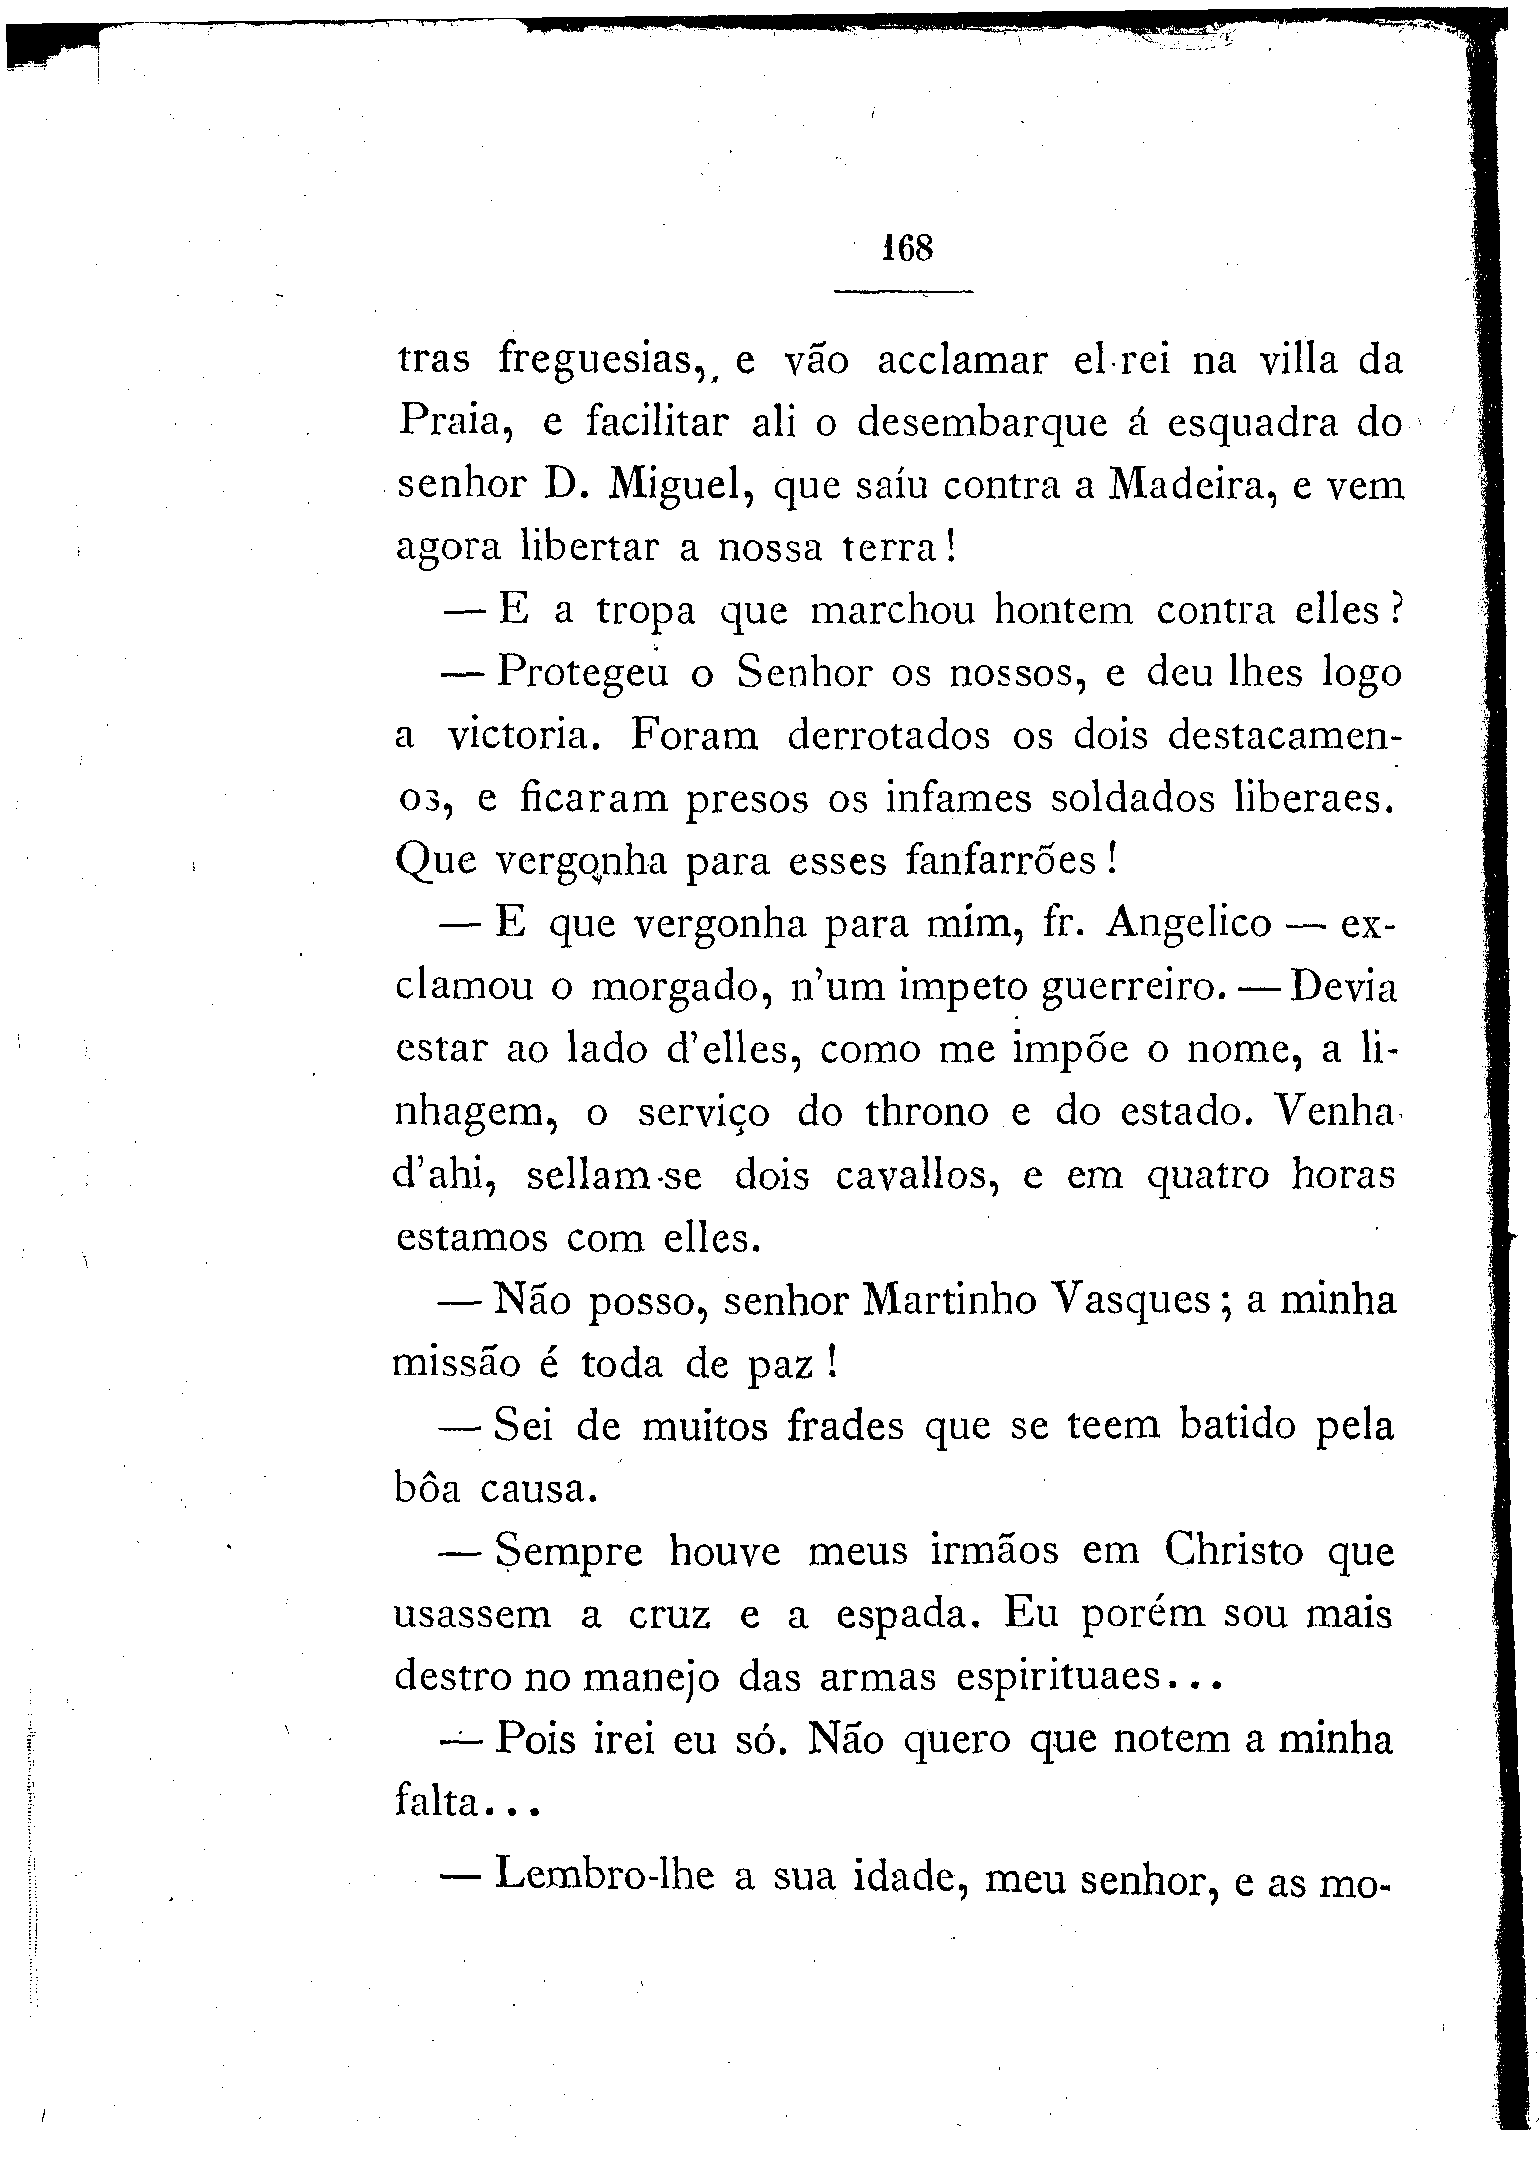 168
tras freguesias, e vão acclamar el-rei na villa da
Praia, e facilitar ali o desembarque á esquadra do
senhor D. Miguel, que saíu contra a Madeira, e vem
agora libertar a nossa terra!
— E a tropa que marchou hontem contra elles?
— Protegeu o Senhor os nossos, e deu lhes logo
a victoria. Foram derrotados os dois destacamen-
os, e ficaram presos os infames soldados liberaes.
Que vergonha para esses fanfarrões!
— E que vergonha para mim, fr. Angelico — ex-
clamou o morgado, n'um impeto guerreiro. — Devia
estar ao lado d'elles, como me impõe o nome, a li-
nhagem, o serviço do throno e do estado. Venha
d'ahi, sellam-se dois cavallos, e em quatro horas
estamos com elles.
— Não posso, senhor Martinho Vasques; a minha
missão é toda de paz!
— Sei de muitos frades que se teem batido pela
bôa causa.
— Sempre houve meus irmãos em Christo que
usassem a cruz e a espada. Eu porém sou mais
destro no manejo das armas espirituaes...
— Pois irei eu só. Não quero que notem a minha
falta...
— Lembro-lhe a sua idade, meu senhor, e as mo-